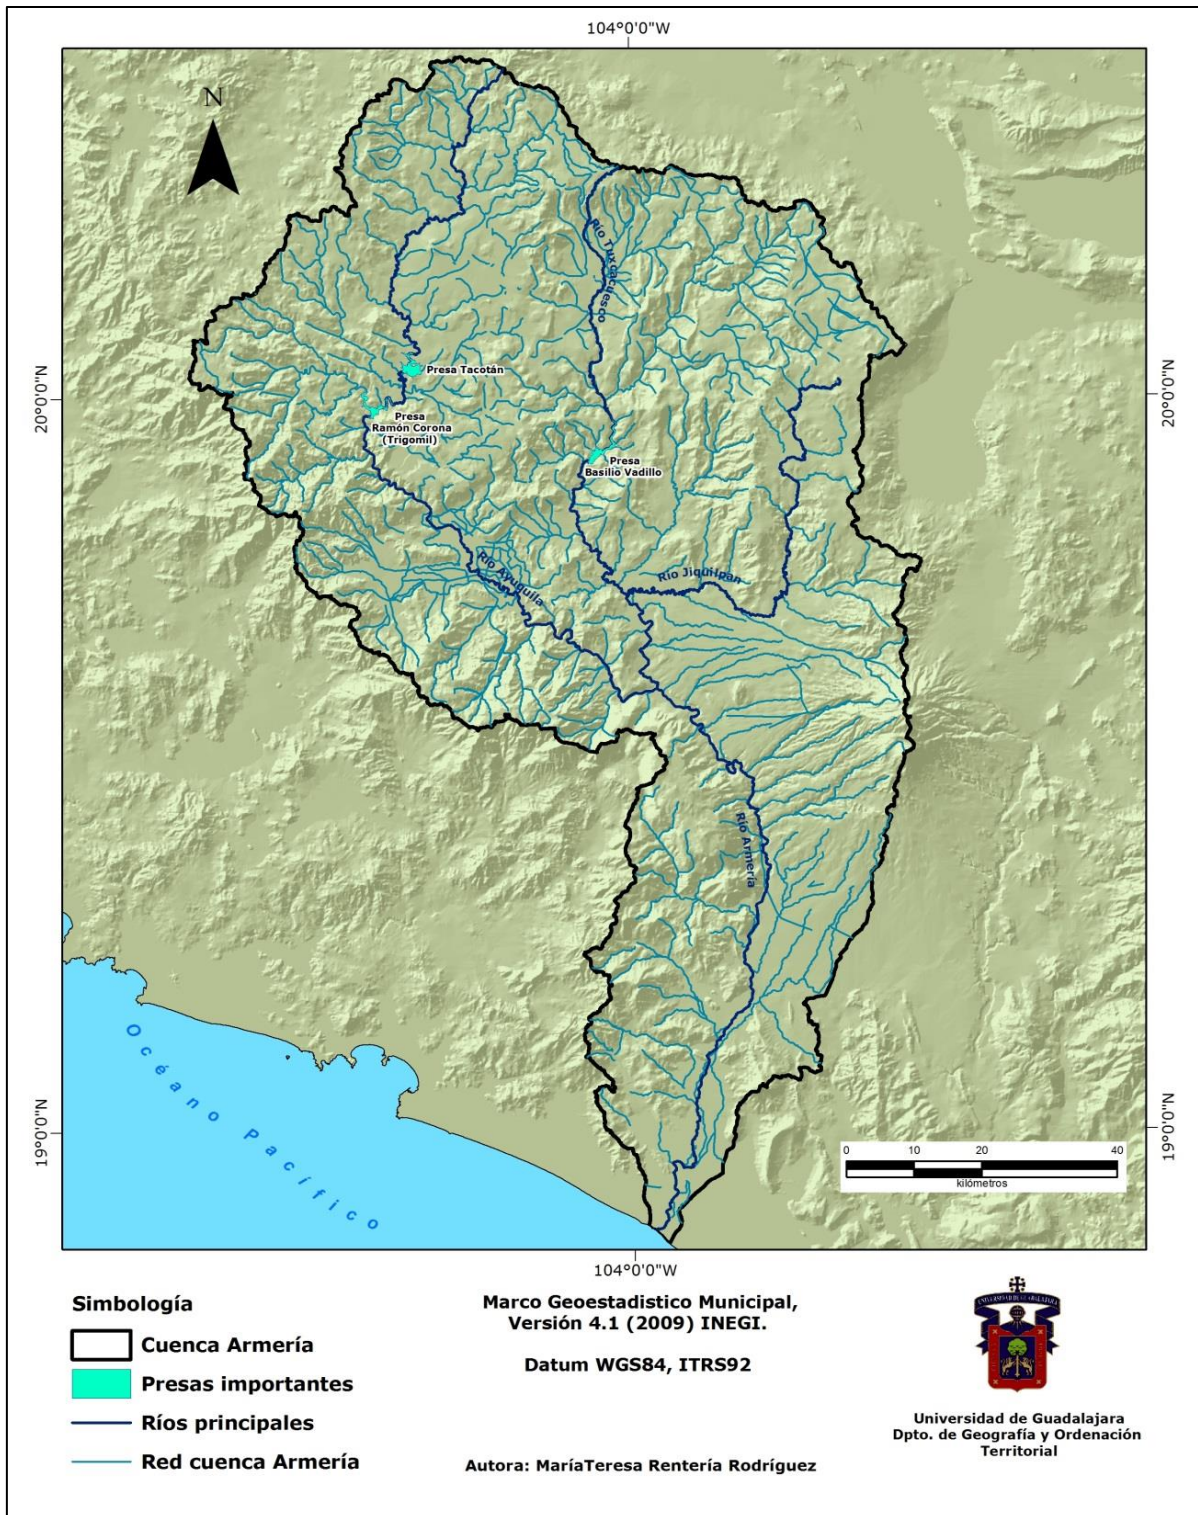 104°0'0"W
N
Río Tuxcacuesco
20°0'0"N
20°0'0"N
Presa Tacotán
Presa
Ramón Corona
(Trigomil)
Presa
Basilio Vadillo
Río Ayuquila
Río Jiquilpan
Río Armería
Océano Pacífico
19°0'0"N
19°0'0"N
0 10 20 40
kilómetros
104°0'0"W
Simbología
Cuenca Armería
Presas importantes
Ríos principales
Red cuenca Armería
Marco Geoestadistico Municipal,
Versión 4.1 (2009) INEGI.
Datum WGS84, ITRS92
Autora: MaríaTeresa Rentería Rodríguez
Universidad de Guadalajara
Dpto. de Geografía y Ordenación
Territorial